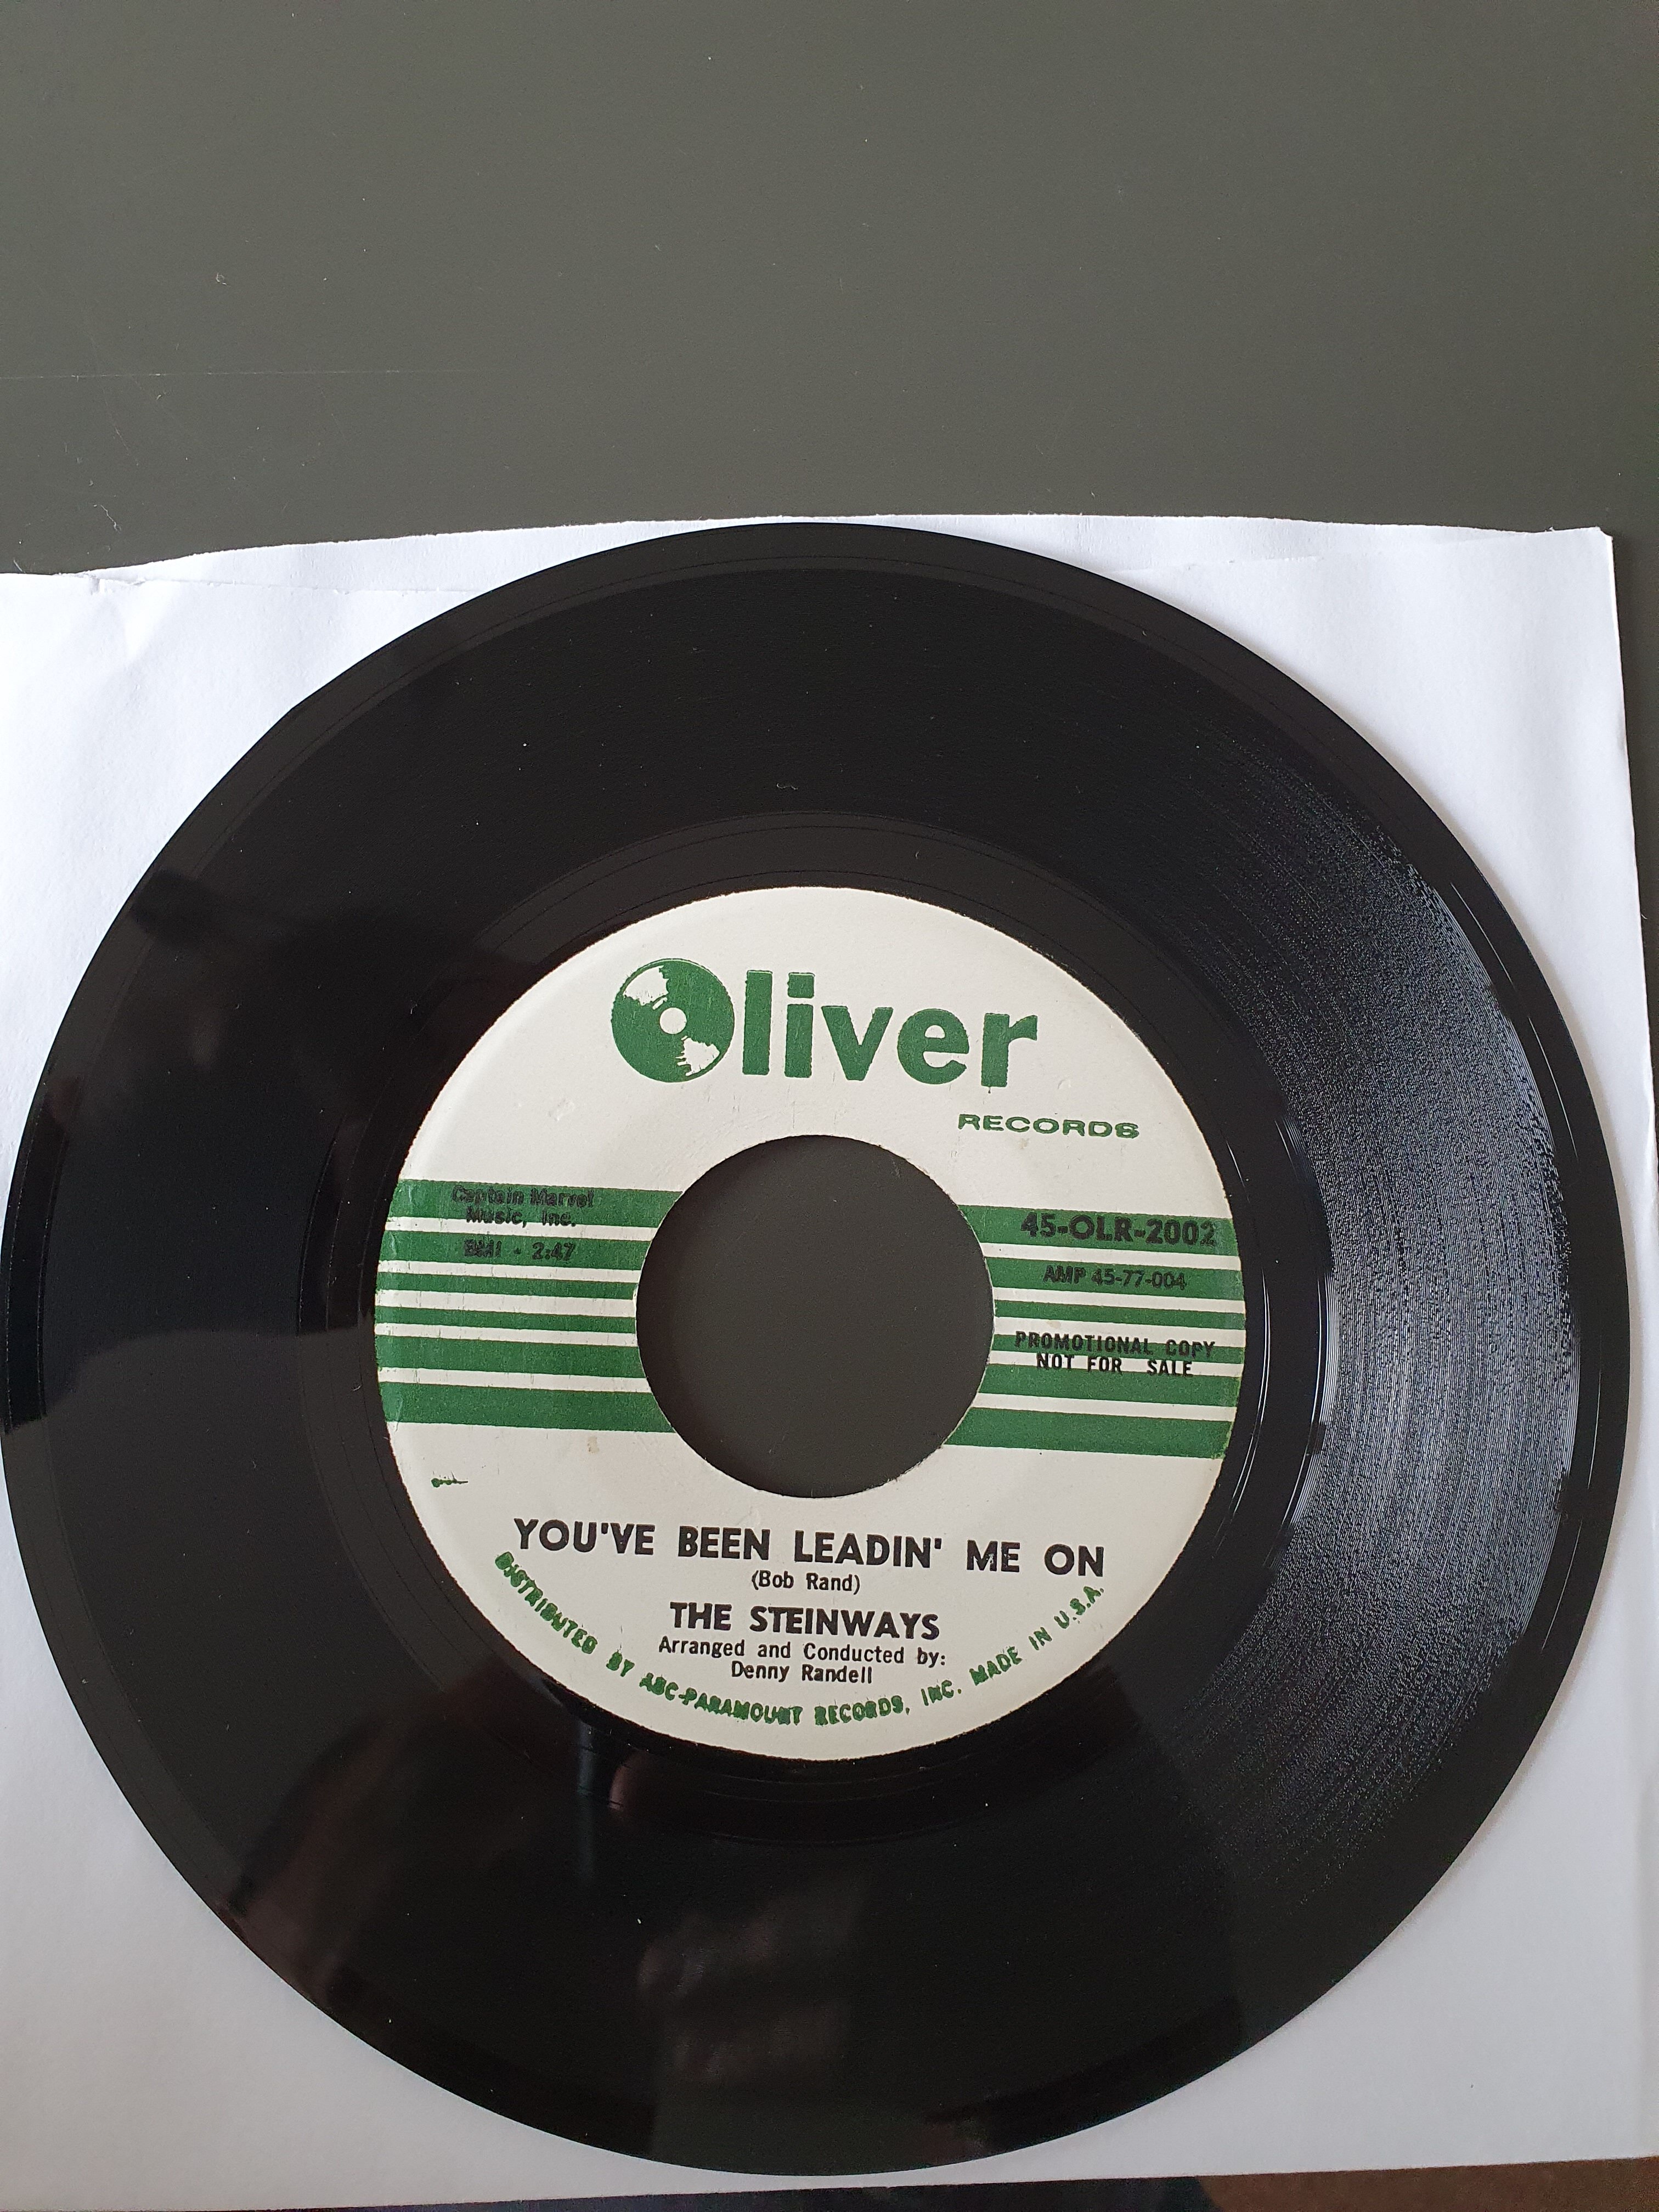 Oliver
RECORDS
Captain Marvel
Music, Inc.
BMI - 2:47
45-OLR-2002
AMP 45-77-004
PROMOTIONAL COPY
NOT FOR SALE
YOU'VE BEEN LEADIN' ME ON
(Bob Rand)
THE STEINWAYS
Arranged and Conducted by:
Denny Randell
DISTRIBUTED BY ABC-PARAMOUNT RECORDS, INC. MADE IN U.S.A.